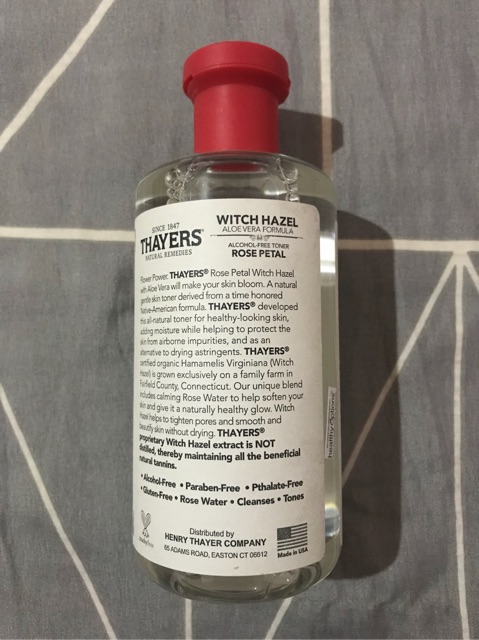 SINCE 1847
THAYERS®
NATURAL REMEDIES
WITCH HAZEL
ALOE VERA FORMULA
ALCOHOL-FREE TONER
ROSE PETAL
Flower Power. THAYERS® Rose Petal Witch Hazel
with Aloe Vera will make your skin bloom. A natural
gentle skin toner derived from a time honored
Native-American formula. THAYERS® developed
this all-natural toner for healthy-looking skin,
adding moisture while helping to protect the
skin from airborne impurities, and as an
alternative to drying astringents. THAYERS®
certified organic Hamamelis Virginiana (Witch
Hazel) is grown exclusively on a family farm in
Fairfield County, Connecticut. Our unique blend
includes calming Rose Water to help soften your
skin and give it a naturally healthy glow. Witch
Hazel helps to tighten pores and smooth and
beautify skin without drying. THAYERS®
proprietary Witch Hazel extract is NOT
distilled, thereby maintaining all the beneficial
natural tannins.
• Alcohol-Free • Paraben-Free • Pthalate-Free
• Gluten-Free • Rose Water • Cleanses • Tones
crueltyfree
Distributed by
HENRY THAYER COMPANY
65 ADAMS ROAD, EASTON CT 06612
Made in USA
healthy options